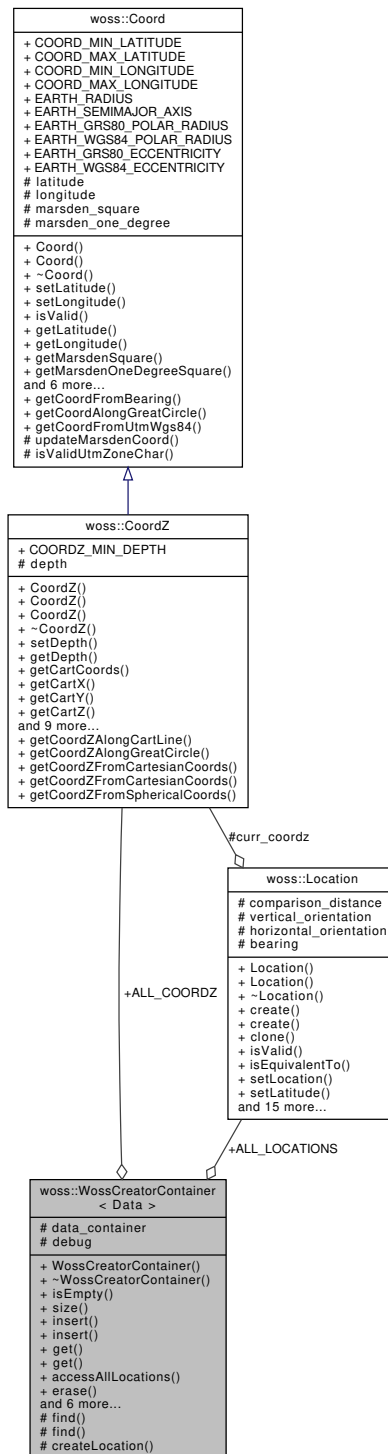 woss::Coord
+ COORD_MIN_LATITUDE
+ COORD_MAX_LATITUDE
+ COORD_MIN_LONGITUDE
+ COORD_MAX_LONGITUDE
+ EARTH_RADIUS
+ EARTH_SEMIMAJOR_AXIS
+ EARTH_GRS80_POLAR_RADIUS
+ EARTH_WGS84_POLAR_RADIUS
+ EARTH_GRS80_ECCENTRICITY
+ EARTH_WGS84_ECCENTRICITY
# latitude
# longitude
# marsden_square
# marsden_one_degree
+ Coord()
+ Coord()
+ ~Coord()
+ setLatitude()
+ setLongitude()
+ isValid()
+ getLatitude()
+ getLongitude()
+ getMarsdenSquare()
+ getMarsdenOneDegreeSquare()
and 6 more...
+ getCoordFromBearing()
+ getCoordAlongGreatCircle()
+ getCoordFromUtmWgs84()
# updateMarsdenCoord()
# isValidUtmZoneChar()
woss::CoordZ
+ COORDZ_MIN_DEPTH
# depth
+ CoordZ()
+ CoordZ()
+ CoordZ()
+ ~CoordZ()
+ setDepth()
+ getDepth()
+ getCartCoords()
+ getCartX()
+ getCartY()
+ getCartZ()
and 9 more...
+ getCoordZAlongCartLine()
+ getCoordZAlongGreatCircle()
+ getCoordZFromCartesianCoords()
+ getCoordZFromCartesianCoords()
+ getCoordZFromSphericalCoords()
#curr_coordz
woss::Location
# comparison_distance
# vertical_orientation
# horizontal_orientation
# bearing
+ Location()
+ Location()
+ ~Location()
+ create()
+ create()
+ clone()
+ isValid()
+ isEquivalentTo()
+ setLocation()
+ setLatitude()
and 15 more...
+ALL_COORDZ
+ALL_LOCATIONS
woss::WossCreatorContainer
< Data >
# data_container
# debug
+ WossCreatorContainer()
+ ~WossCreatorContainer()
+ isEmpty()
+ size()
+ insert()
+ insert()
+ get()
+ get()
+ accessAllLocations()
+ erase()
and 6 more...
# find()
# find()
# createLocation()